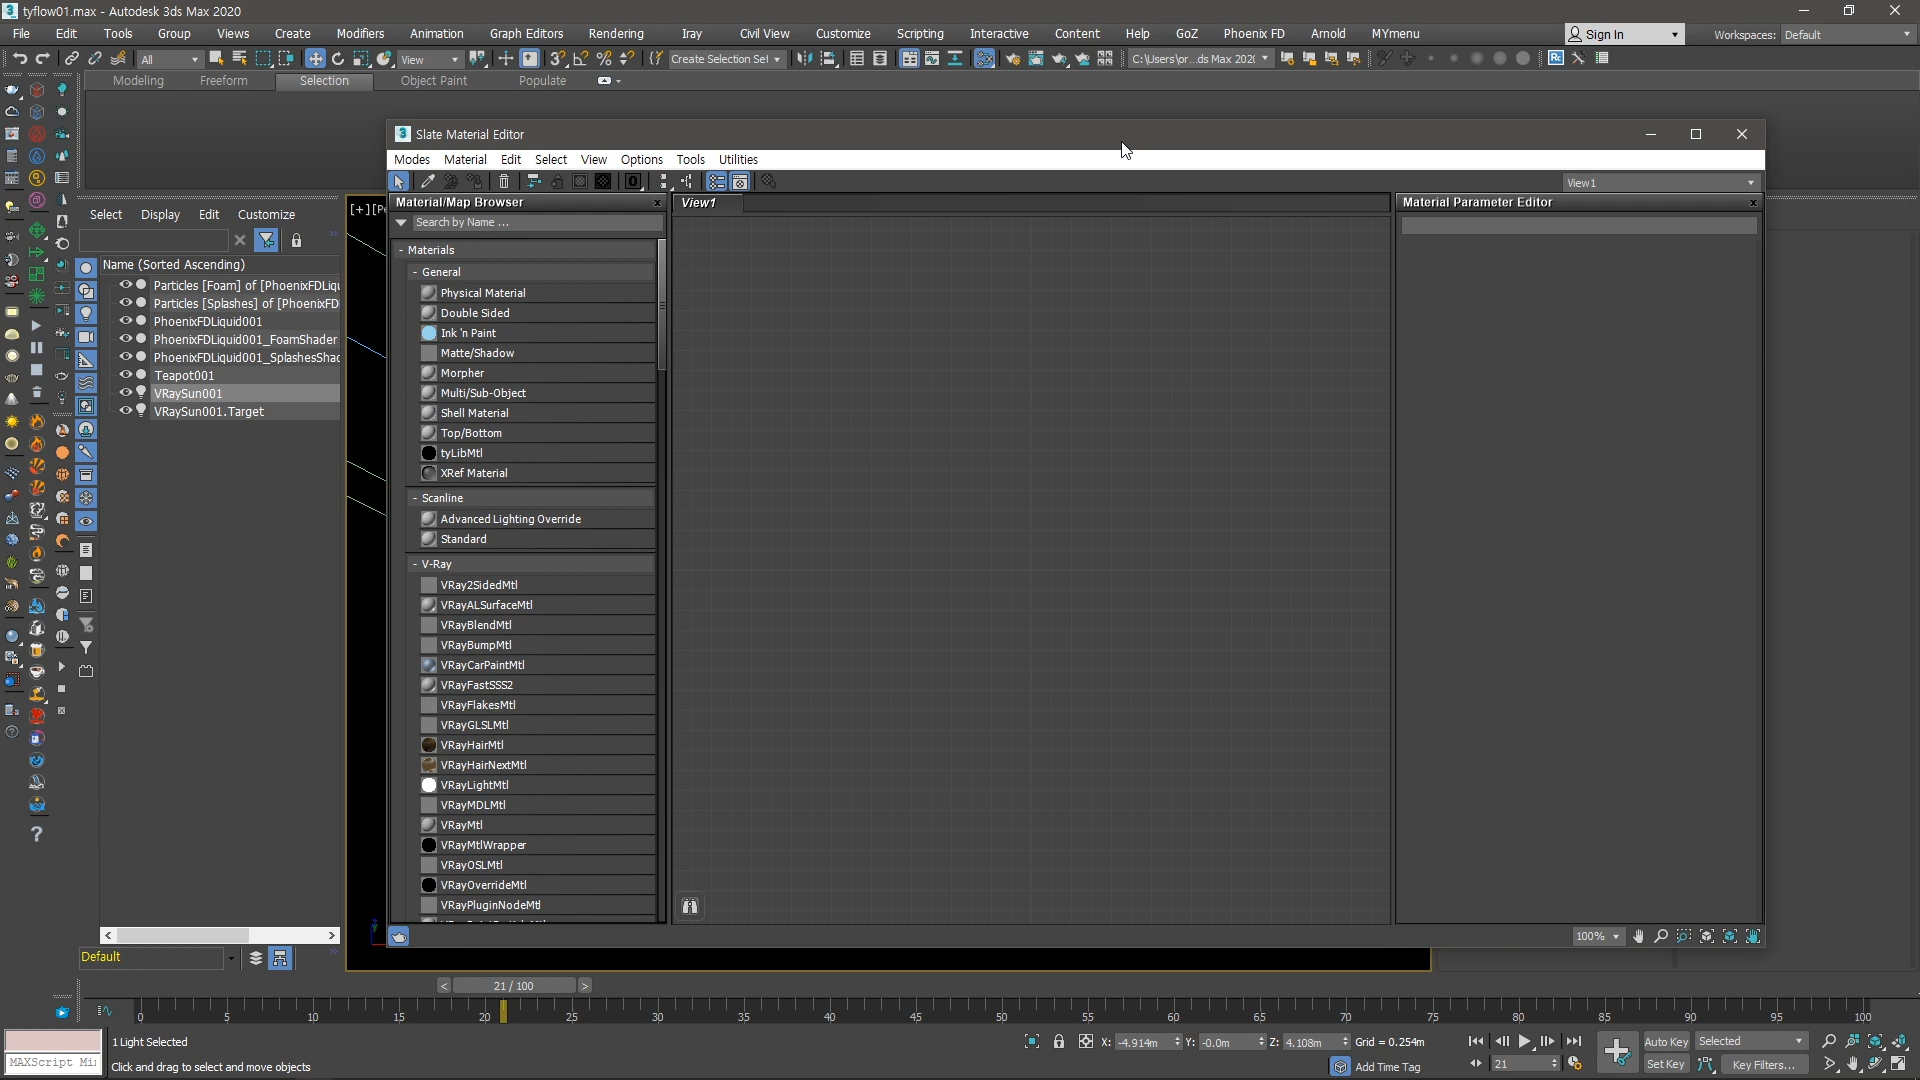 tyflow01.max - Autodesk 3ds Max 2020
File Edit Tools Group Views Create Modifiers Animation Graph Editors Rendering Iray Civil View Customize Scripting Interactive Content Help GoZ Phoenix FD Arnold MYmenu Sign In Workspaces: Default
All View Create Selection Set C:\Users\or...ds Max 202(
Modeling Freeform Selection Object Paint Populate
Slate Material Editor
Modes Material Edit Select View Options Tools Utilities
View1
Material/Map Browser
View1
Material Parameter Editor
Search by Name ...
Select Display Edit Customize
Name (Sorted Ascending)
Particles [Foam] of [PhoenixFDLiqu
Particles [Splashes] of [PhoenixFD
PhoenixFDLiquid001
PhoenixFDLiquid001_FoamShader
PhoenixFDLiquid001_SplashesShac
Teapot001
VRaySun001
VRaySun001.Target
[+][Pe
- Materials
- General
Physical Material
Double Sided
Ink 'n Paint
Matte/Shadow
Morpher
Multi/Sub-Object
Shell Material
Top/Bottom
tyLibMtl
XRef Material
- Scanline
Advanced Lighting Override
Standard
- V-Ray
VRay2SidedMtl
VRayALSurfaceMtl
VRayBlendMtl
VRayBumpMtl
VRayCarPaintMtl
VRayFastSSS2
VRayFlakesMtl
VRayGLSLMtl
VRayHairMtl
VRayHairNextMtl
VRayLightMtl
VRayMDLMtl
VRayMtl
VRayMtlWrapper
VRayOSLMtl
VRayOverrideMtl
VRayPluginNodeMtl
100%
Default
< 21 / 100 >
0 5 10 15 20 25 30 35 40 45 50 55 60 65 70 75 80 85 90 95 100
1 Light Selected
X: -4.914m Y: -0.0m Z: 4.108m Grid = 0.254m
Auto Key Selected
MAXScript Mi
Click and drag to select and move objects
Add Time Tag
21
Set Key Key Filters...